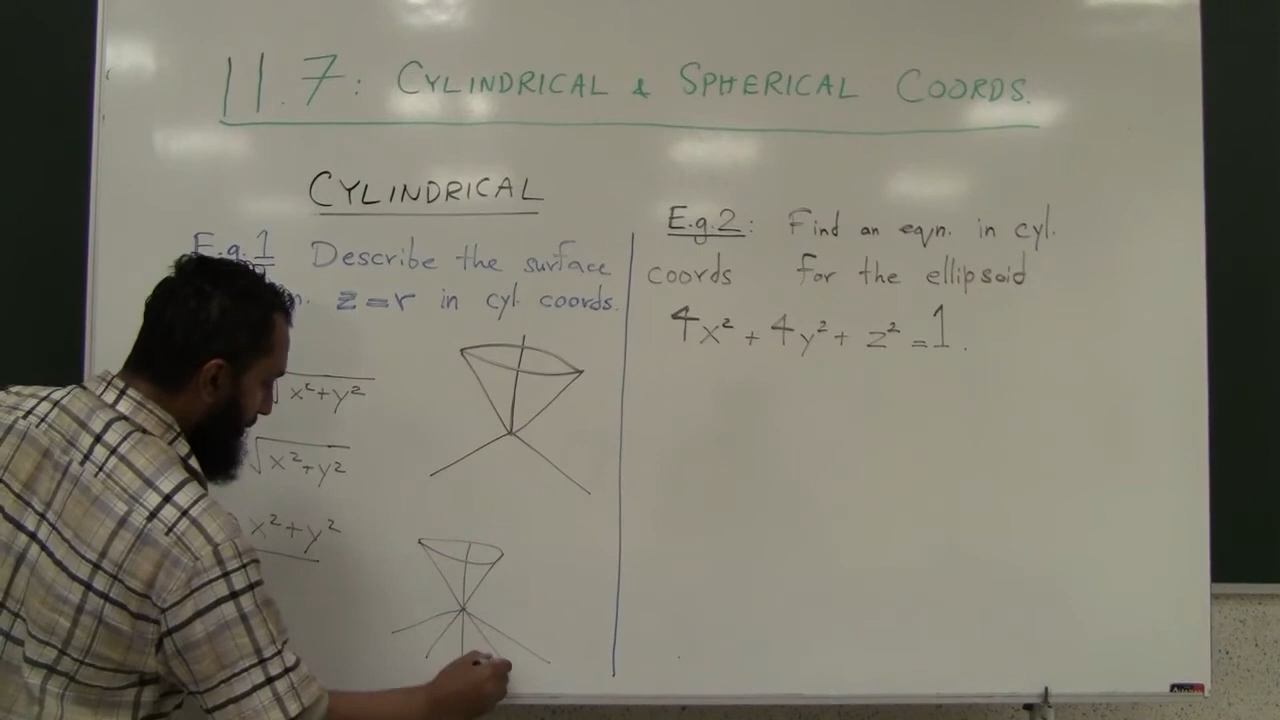 11.7: CYLINDRICAL & SPHERICAL COORDS.
CYLINDRICAL
E.g.1 Describe the surface
z = r in cyl. coords.
√x²+y²
√x²+y²
x²+y²
E.g.2: Find an eqn. in cyl.
coords for the ellipsoid
4x² + 4y² + z² = 1.